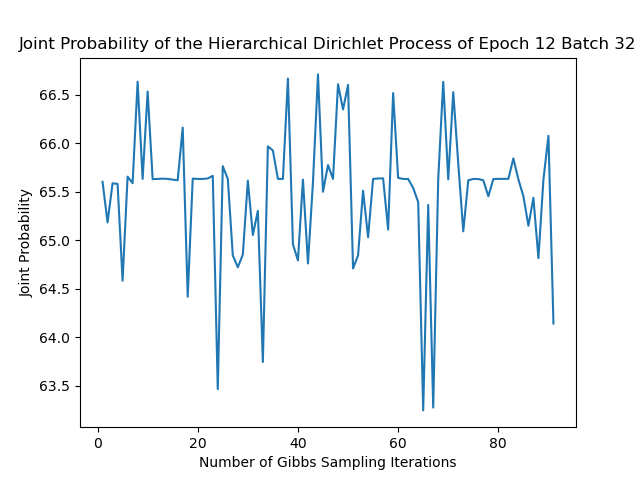 Joint Probability of the Hierarchical Dirichlet Process of Epoch 12 Batch 32
66.5
66.0
65.5
65.0
64.5
64.0
63.5
Joint Probability
0 20 40 60 80
Number of Gibbs Sampling Iterations